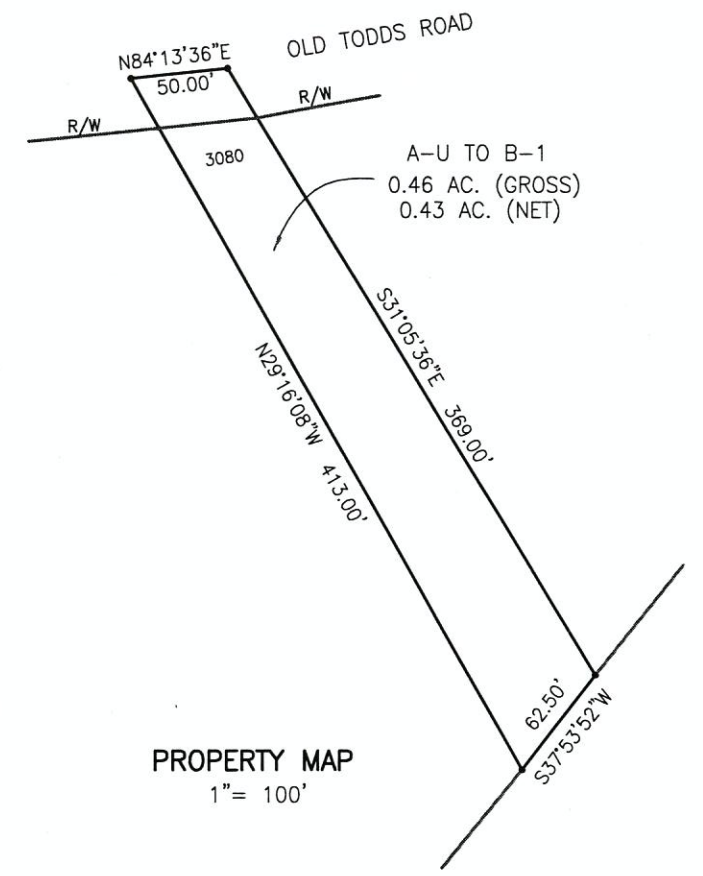 OLD TODDS ROAD
N84°13'36"E
50.00'
R/W
R/W
3080
A-U TO B-1
0.46 AC. (GROSS)
0.43 AC. (NET)
S31°05'36"E 369.00'
N29°16'08"W 413.00'
62.50'
S37°53'52"W
PROPERTY MAP
1"= 100'